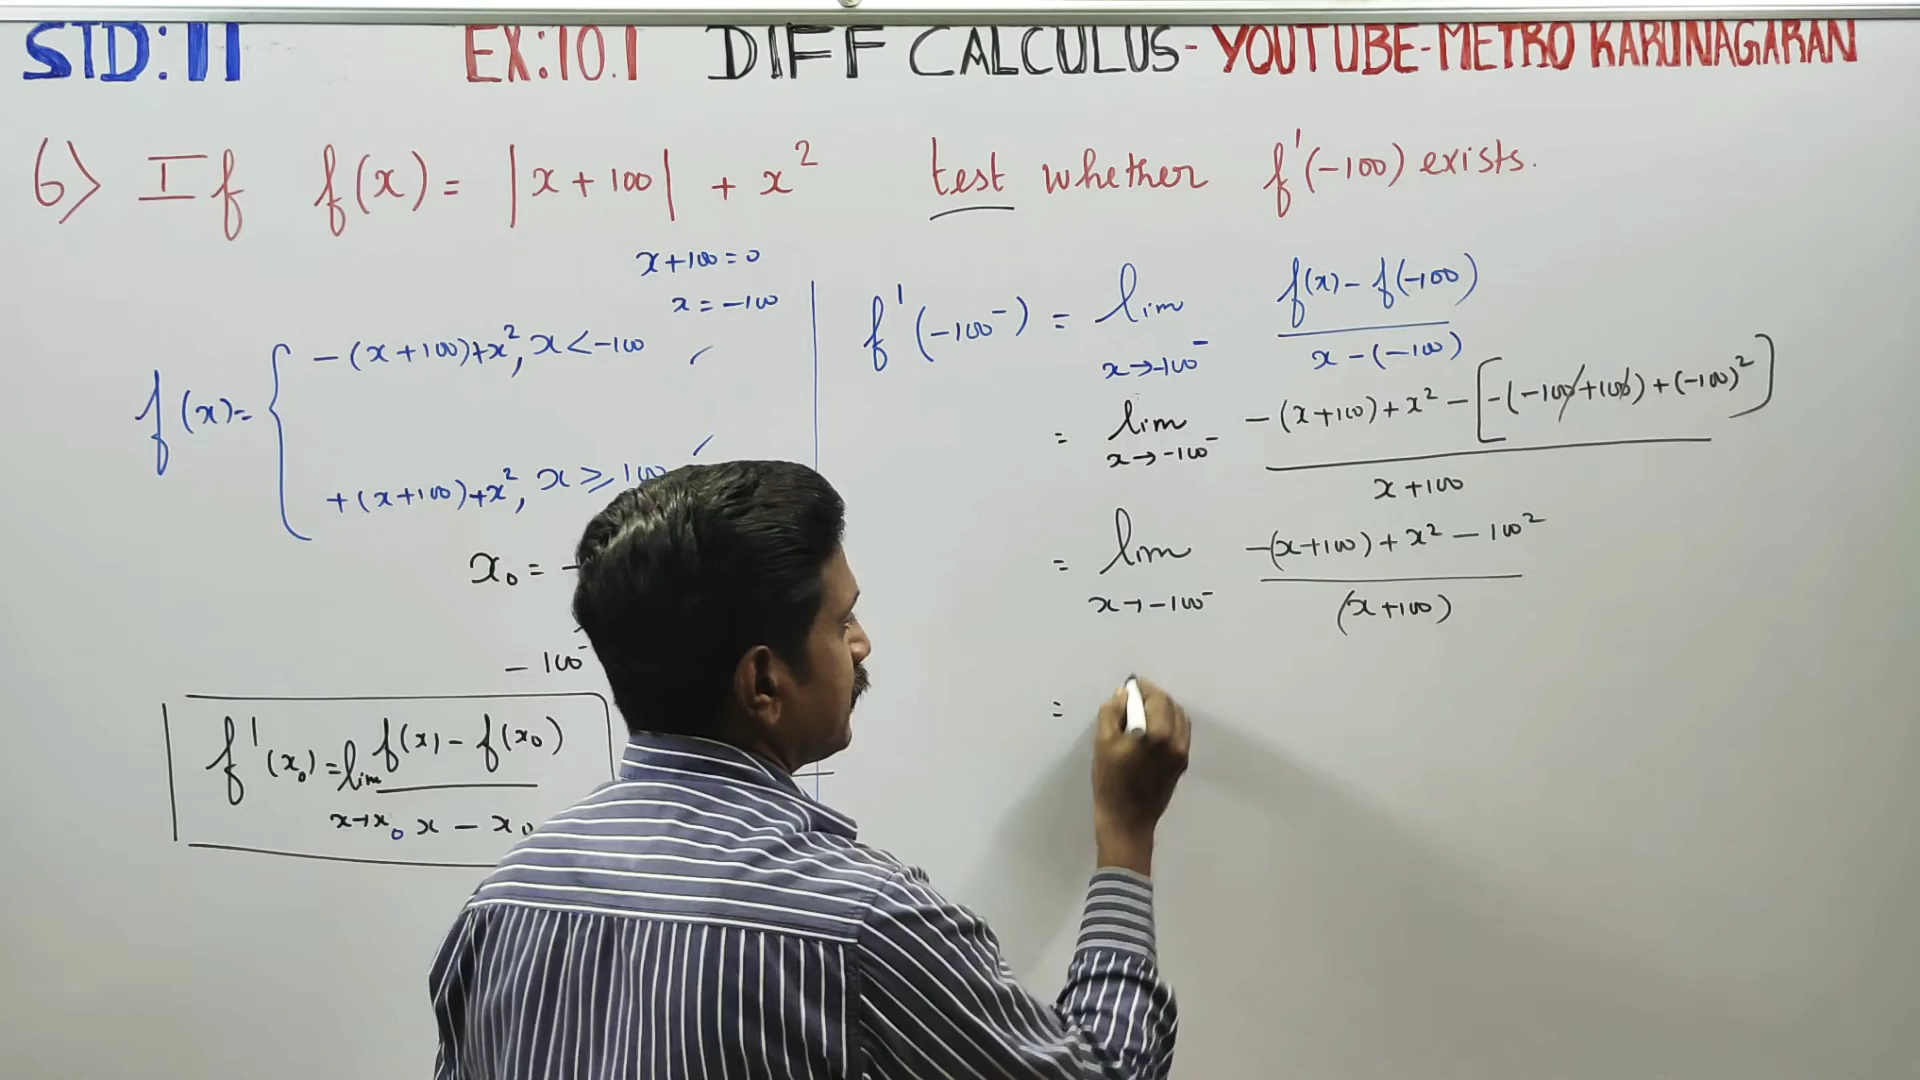 STD:11 EX:10.1 DIFF CALCULUS-YOUTUBE-METRO KARUNAGARAN
6) If f(x) = |x+100| + x² test whether f'(-100) exists.
x+100=0
x=-100
f(x)= { -(x+100)+x², x<-100
+(x+100)+x², x≥100
x₀ = -
-100⁻
f'(x₀)=lim f(x)-f(x₀)
x→x₀ x-x₀
f'(-100⁻) = lim f(x)-f(-100)
x→-100⁻ x-(-100)
= lim -(x+100)+x²-[-(-100+100)+(-100)²]
x→-100⁻ x+100
= lim -(x+100)+x²-100²
x→-100⁻ (x+100)
=